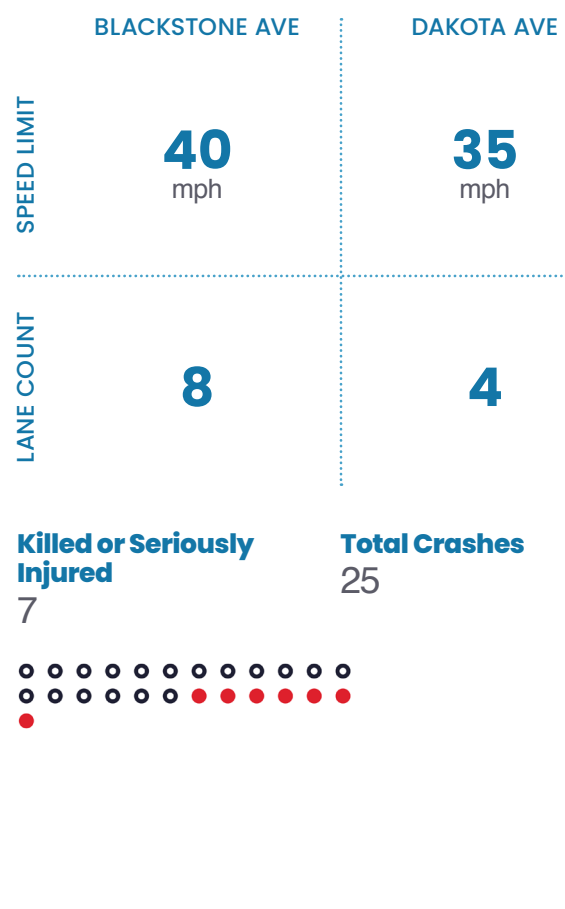 BLACKSTONE AVE
DAKOTA AVE
SPEED LIMIT
40
mph
35
mph
LANE COUNT
8
4
Killed or Seriously
Injured
7
Total Crashes
25